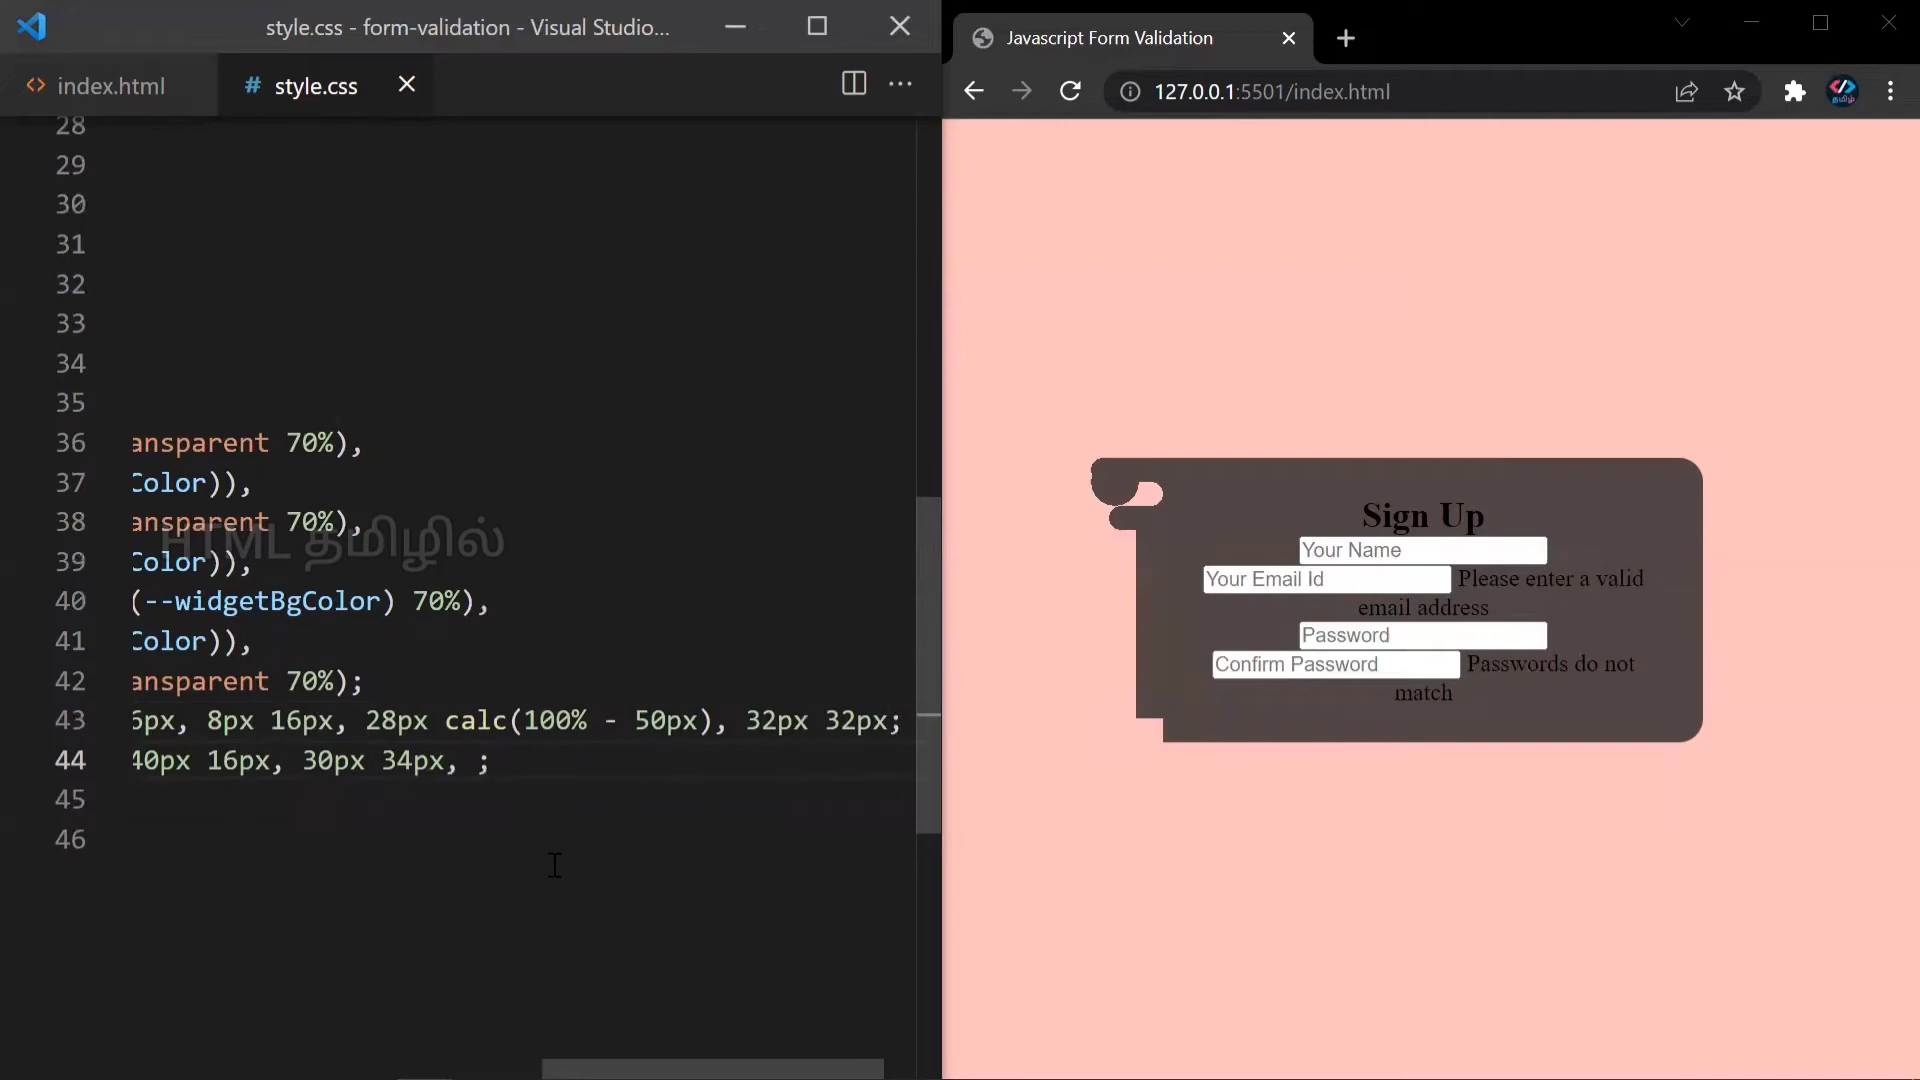 style.css - form-validation - Visual Studio...
index.html
# style.css
28
29
30
31
32
33
34
35
36 ansparent 70%),
37 Color)),
38 ansparent 70%),
39 Color)),
40 (--widgetBgColor) 70%),
41 Color)),
42 ansparent 70%);
43 6px, 8px 16px, 28px calc(100% - 50px), 32px 32px;
44 40px 16px, 30px 34px, ;
45
46
HTML தமிழில்
Javascript Form Validation
127.0.0.1:5501/index.html
தமிழ்
Sign Up
Your Name
Your Email Id Please enter a valid
email address
Password
Confirm Password Passwords do not
match